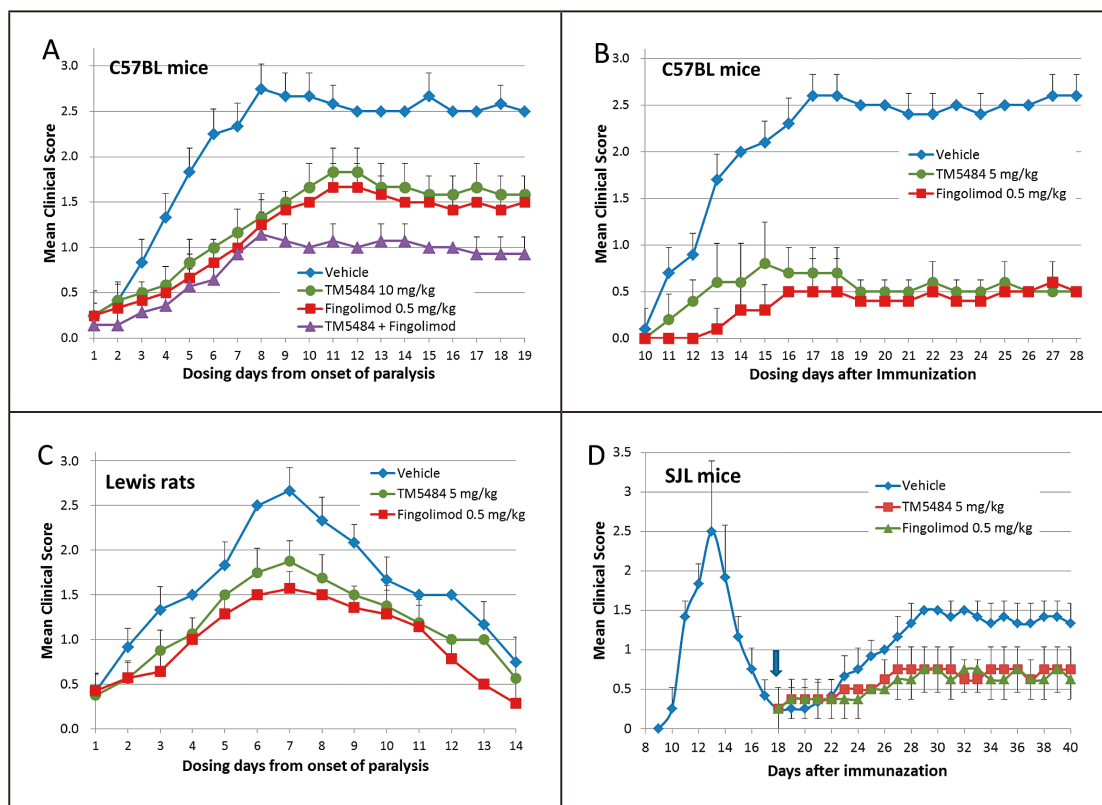 A
C57BL mice
3.0
2.5
2.0
1.5
1.0
0.5
0.0
Mean Clinical Score
Vehicle
TM5484 10 mg/kg
Fingolimod 0.5 mg/kg
TM5484 + Fingolimod
1 2 3 4 5 6 7 8 9 10 11 12 13 14 15 16 17 18 19
Dosing days from onset of paralysis
B
C57BL mice
3.0
2.5
2.0
1.5
1.0
0.5
0.0
Mean Clinical Score
Vehicle
TM5484 5 mg/kg
Fingolimod 0.5 mg/kg
10 11 12 13 14 15 16 17 18 19 20 21 22 23 24 25 26 27 28
Dosing days after Immunization
C
Lewis rats
3.0
2.5
2.0
1.5
1.0
0.5
0.0
Mean Clinical Score
Vehicle
TM5484 5 mg/kg
Fingolimod 0.5 mg/kg
1 2 3 4 5 6 7 8 9 10 11 12 13 14
Dosing days from onset of paralysis
D
SJL mice
3.5
3
2.5
2
1.5
1
0.5
0
Mean Clinical Score
Vehicle
TM5484 5 mg/kg
Fingolimod 0.5 mg/kg
8 10 12 14 16 18 20 22 24 26 28 30 32 34 36 38 40
Days after immunazation